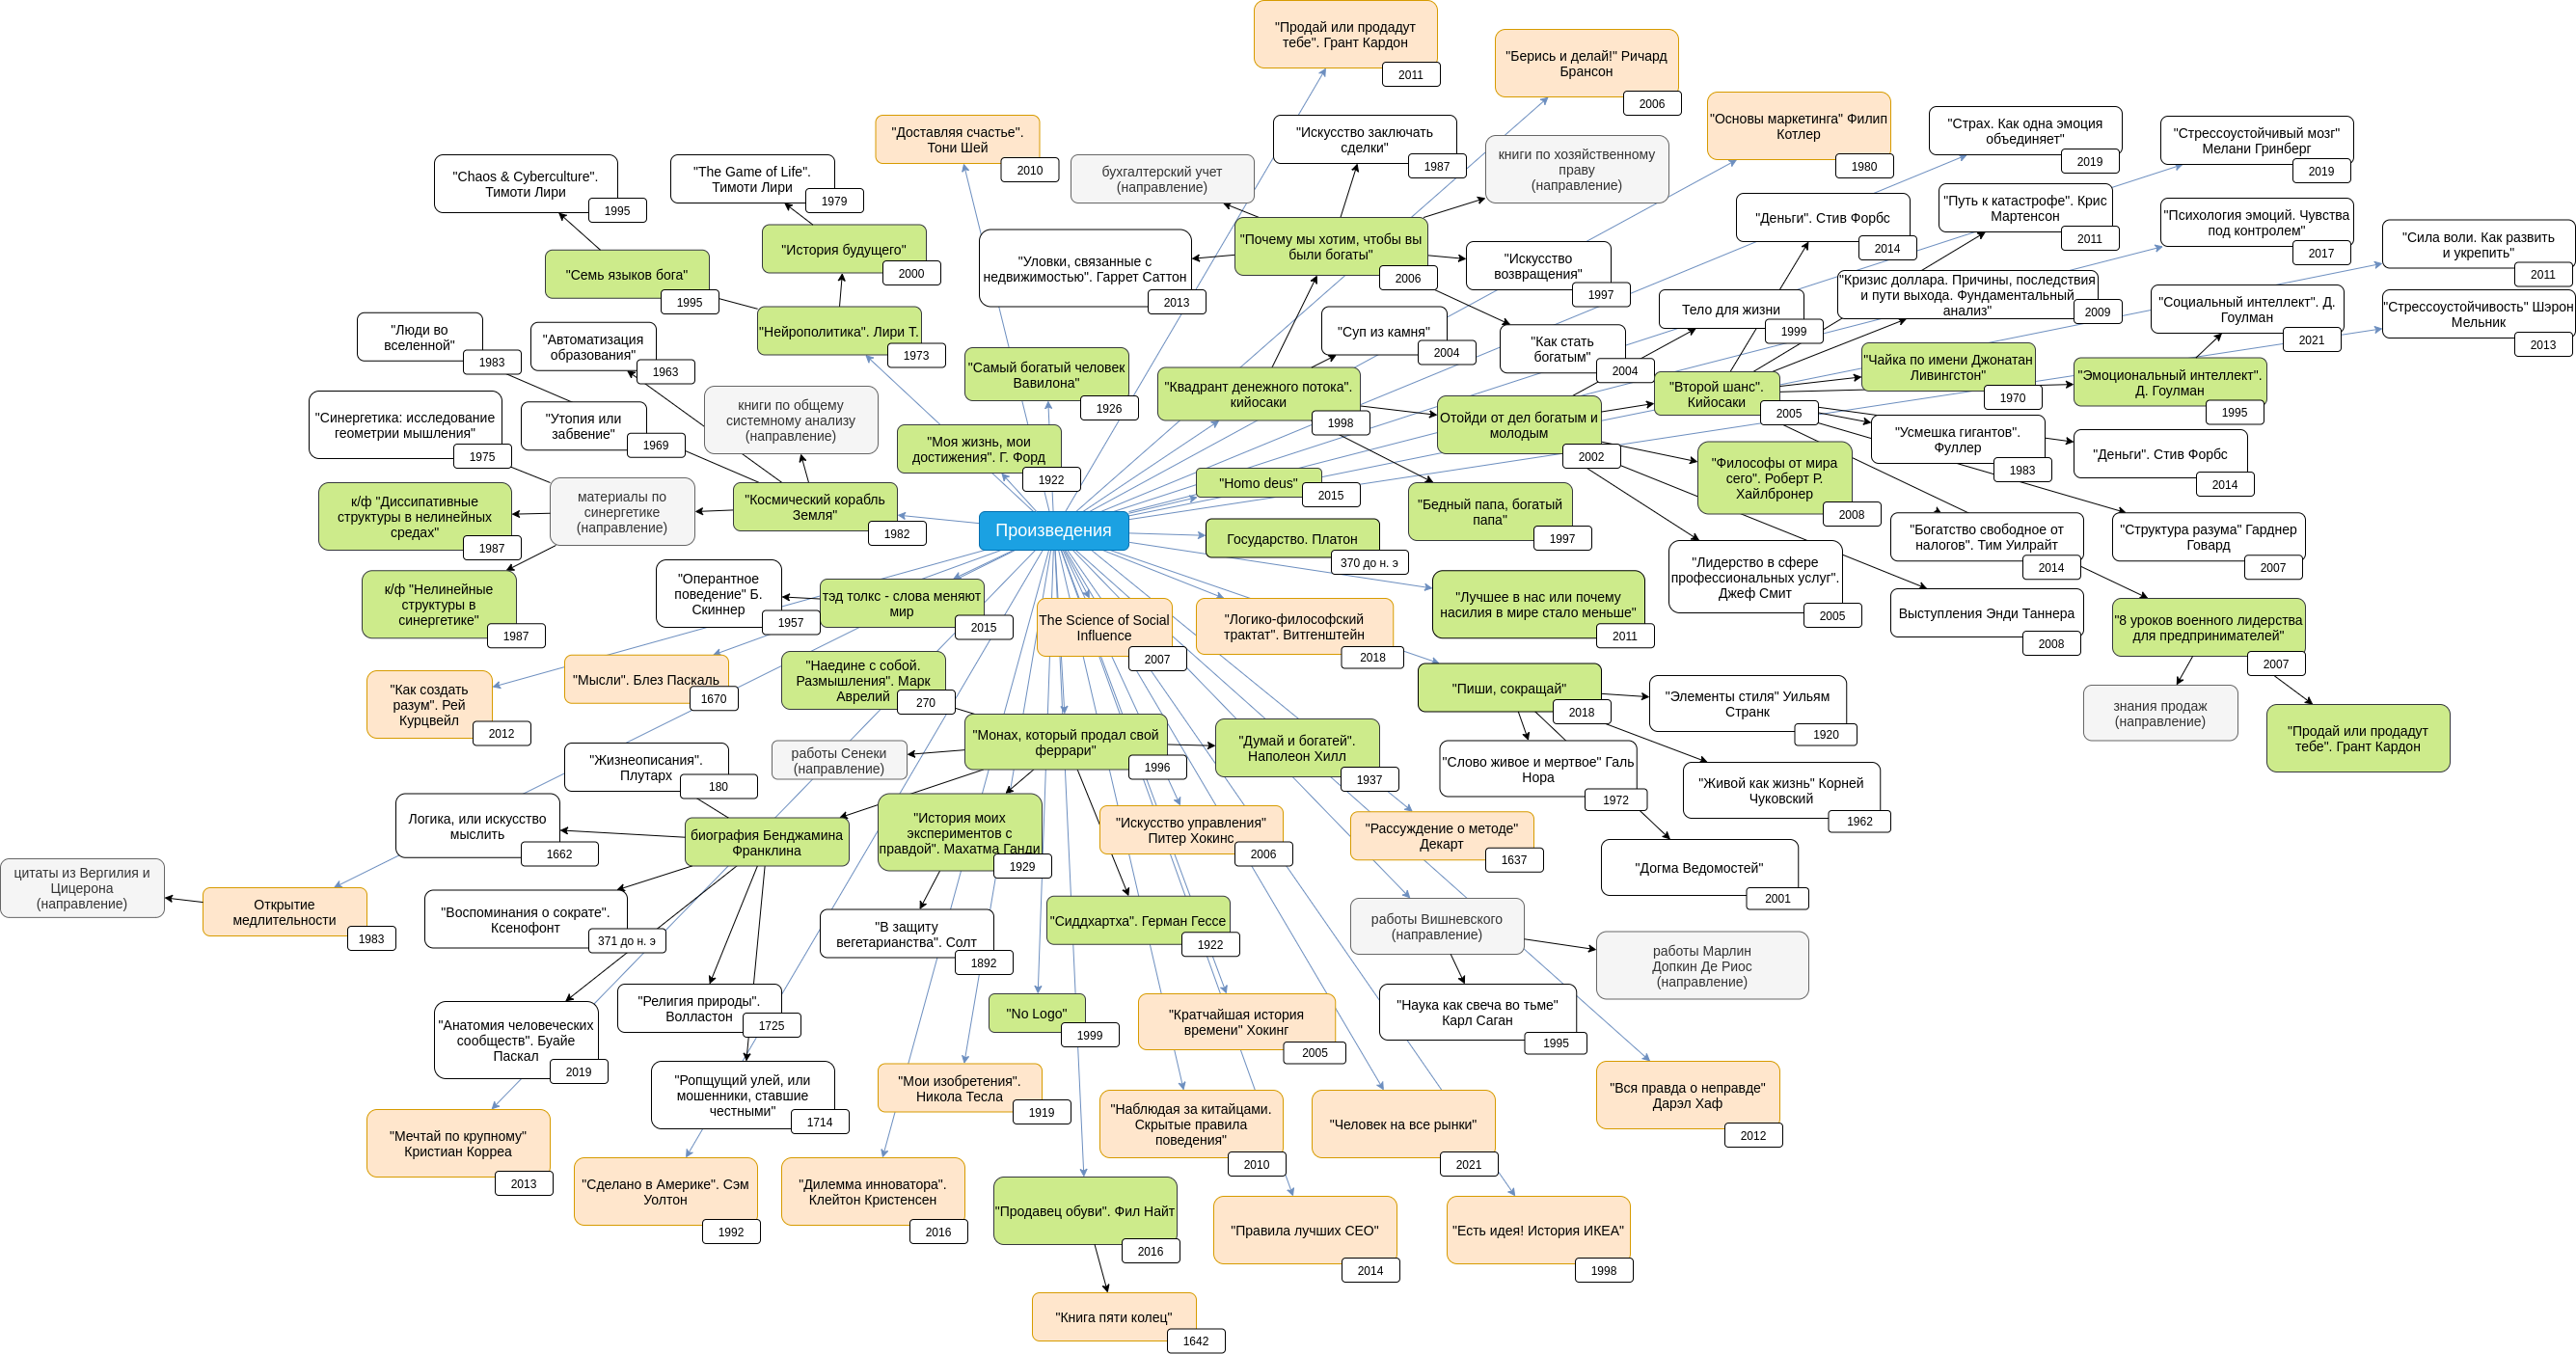 "Продай или продадут
тебе". Грант Кардон
2011
"Берись и делай!" Ричард
Брансон
2006
"Основы маркетинга" Филип
Котлер
1980
"Страх. Как одна эмоция
объединяет"
2019
"Стрессоустойчивый мозг"
Мелани Гринберг
2019
"Доставляя счастье".
Тони Шей
2010
"Искусство заключать
сделки"
1987
бухгалтерский учет
(направление)
книги по хозяйственному
праву
(направление)
"Chaos & Cyberculture".
Тимоти Лири
1995
"The Game of Life".
Тимоти Лири
1979
"Деньги". Стив Форбс
2014
"Путь к катастрофе". Крис
Мартенсон
2011
"Психология эмоций. Чувства
под контролем"
2017
"Сила воли. Как развить
и укрепить"
2011
"История будущего"
2000
"Семь языков бога"
1995
"Уловки, связанные с
недвижимостью". Гаррет Саттон
2013
"Почему мы хотим, чтобы вы
были богаты"
2006
"Искусство
возвращения"
1997
Тело для жизни
1999
"Кризис доллара. Причины, последствия
и пути выхода. Фундаментальный
анализ"
2009
"Социальный интеллект". Д.
Гоулман
2021
"Стрессоустойчивость" Шэрон
Мельник
2013
"Нейрополитика". Лири Т.
1973
"Люди во
вселенной"
1983
"Автоматизация
образования"
1963
"Суп из камня"
2004
"Как стать
богатым"
2004
"Самый богатый человек
Вавилона"
1926
"Квадрант денежного потока".
кийосаки
1998
"Второй шанс".
Кийосаки
2005
"Чайка по имени Джонатан
Ливингстон"
1970
"Эмоциональный интеллект".
Д. Гоулман
1995
"Синергетика: исследование
геометрии мышления"
1975
"Утопия или
забвение"
1969
книги по общему
системному анализу
(направление)
"Моя жизнь, мои
достижения". Г. Форд
1922
Отойди от дел богатым и
молодым
2002
"Усмешка гигантов".
Фуллер
1983
"Деньги". Стив Форбс
2014
"Философы от мира
сего". Роберт Р.
Хайлбронер
2008
"Homo deus"
2015
"Бедный папа, богатый
папа"
1997
к/ф "Диссипативные
структуры в нелинейных
средах"
1987
материалы по
синергетике
(направление)
"Космический корабль
Земля"
1982
Произведения
Государство. Платон
370 до н. э
"Богатство свободное от
налогов". Тим Уилрайт
2014
"Структура разума" Гарднер
Говард
2007
"Лидерство в сфере
профессиональных услуг".
Джеф Смит
2005
к/ф "Нелинейные
структуры в
синергетике"
1987
"Оперантное
поведение" Б.
Скиннер
1957
тэд толкс - слова меняют
мир
2015
The Science of Social
Influence
2007
"Логико-философский
трактат". Витгенштейн
2018
"Лучшее в нас или почему
насилия в мире стало меньше"
2011
Выступления Энди Таннера
2008
"8 уроков военного лидерства
для предпринимателей"
2007
"Как создать
разум". Рей
Курцвейл
2012
"Мысли". Блез Паскаль
1670
"Наедине с собой.
Размышления". Марк
Аврелий
270
"Пиши, сокращай"
2018
"Элементы стиля" Уильям
Странк
1920
знания продаж
(направление)
"Продай или продадут
тебе". Грант Кардон
"Жизнеописания".
Плутарх
180
работы Сенеки
(направление)
"Монах, который продал свой
феррари"
1996
"Думай и богатей".
Наполеон Хилл
1937
"Слово живое и мертвое" Галь
Нора
1972
"Живой как жизнь" Корней
Чуковский
1962
Логика, или искусство
мыслить
1662
биография Бенджамина
Франклина
"История моих
экспериментов с
правдой". Махатма Ганди
1929
"Искусство управления"
Питер Хокинс
2006
"Рассуждение о методе"
Декарт
1637
"Догма Ведомостей"
2001
цитаты из Вергилия и
Цицерона
(направление)
Открытие
медлительности
1983
"Воспоминания о сократе".
Ксенофонт
371 до н. э
"В защиту
вегетарианства". Солт
1892
"Сиддхартха". Герман Гессе
1922
работы Вишневского
(направление)
работы Марлин
Допкин Де Риос
(направление)
"Анатомия человеческих
сообществ". Буайе
Паскал
2019
"Религия природы".
Волластон
1725
"No Logo"
1999
"Кратчайшая история
времени" Хокинг
2005
"Наука как свеча во тьме"
Карл Саган
1995
"Ропщущий улей, или
мошенники, ставшие
честными"
1714
"Мои изобретения".
Никола Тесла
1919
"Вся правда о неправде"
Дарэл Хаф
2012
"Мечтай по крупному"
Кристиан Корреа
2013
"Наблюдая за китайцами.
Скрытые правила
поведения"
2010
"Человек на все рынки"
2021
"Сделано в Америке". Сэм
Уолтон
1992
"Дилемма инноватора".
Клейтон Кристенсен
2016
"Продавец обуви". Фил Найт
2016
"Правила лучших CEO"
2014
"Есть идея! История ИКЕА"
1998
"Книга пяти колец"
1642